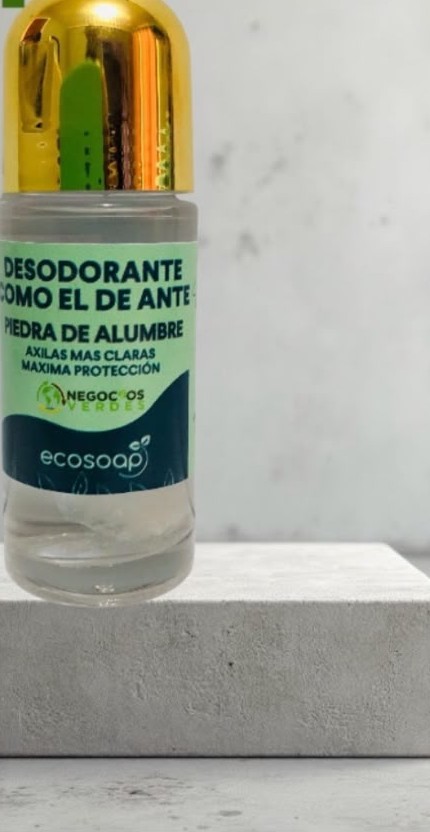 DESODORANTE
COMO EL DE ANTE
PIEDRA DE ALUMBRE
AXILAS MAS CLARAS
MAXIMA PROTECCIÓN
NEGOCIOS
VERDES
ecosoap